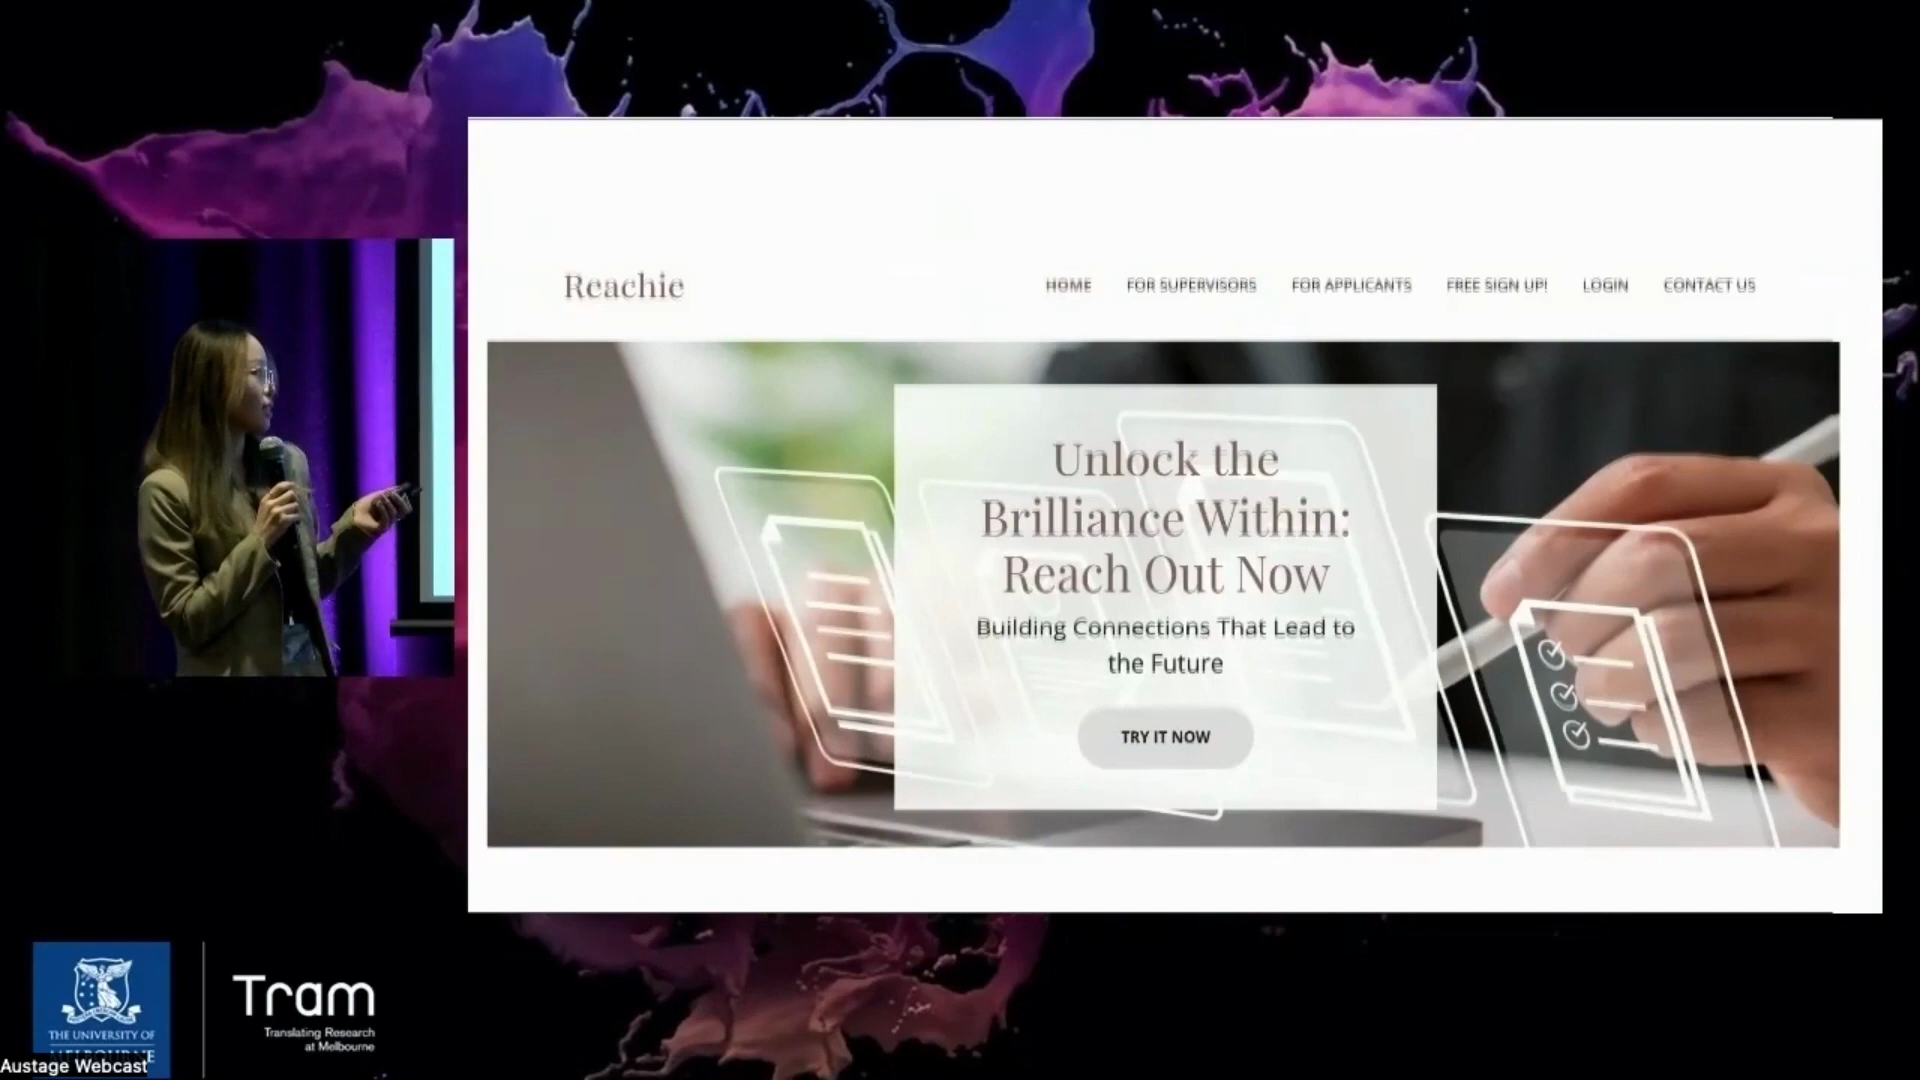 Reachie
HOME FOR SUPERVISORS FOR APPLICANTS FREE SIGN UP! LOGIN CONTACT US
Unlock the
Brilliance Within:
Reach Out Now
Building Connections That Lead to
the Future
TRY IT NOW
THE UNIVERSITY OF
MELBOURNE
Tram
Translating Research
at Melbourne
Austage Webcast